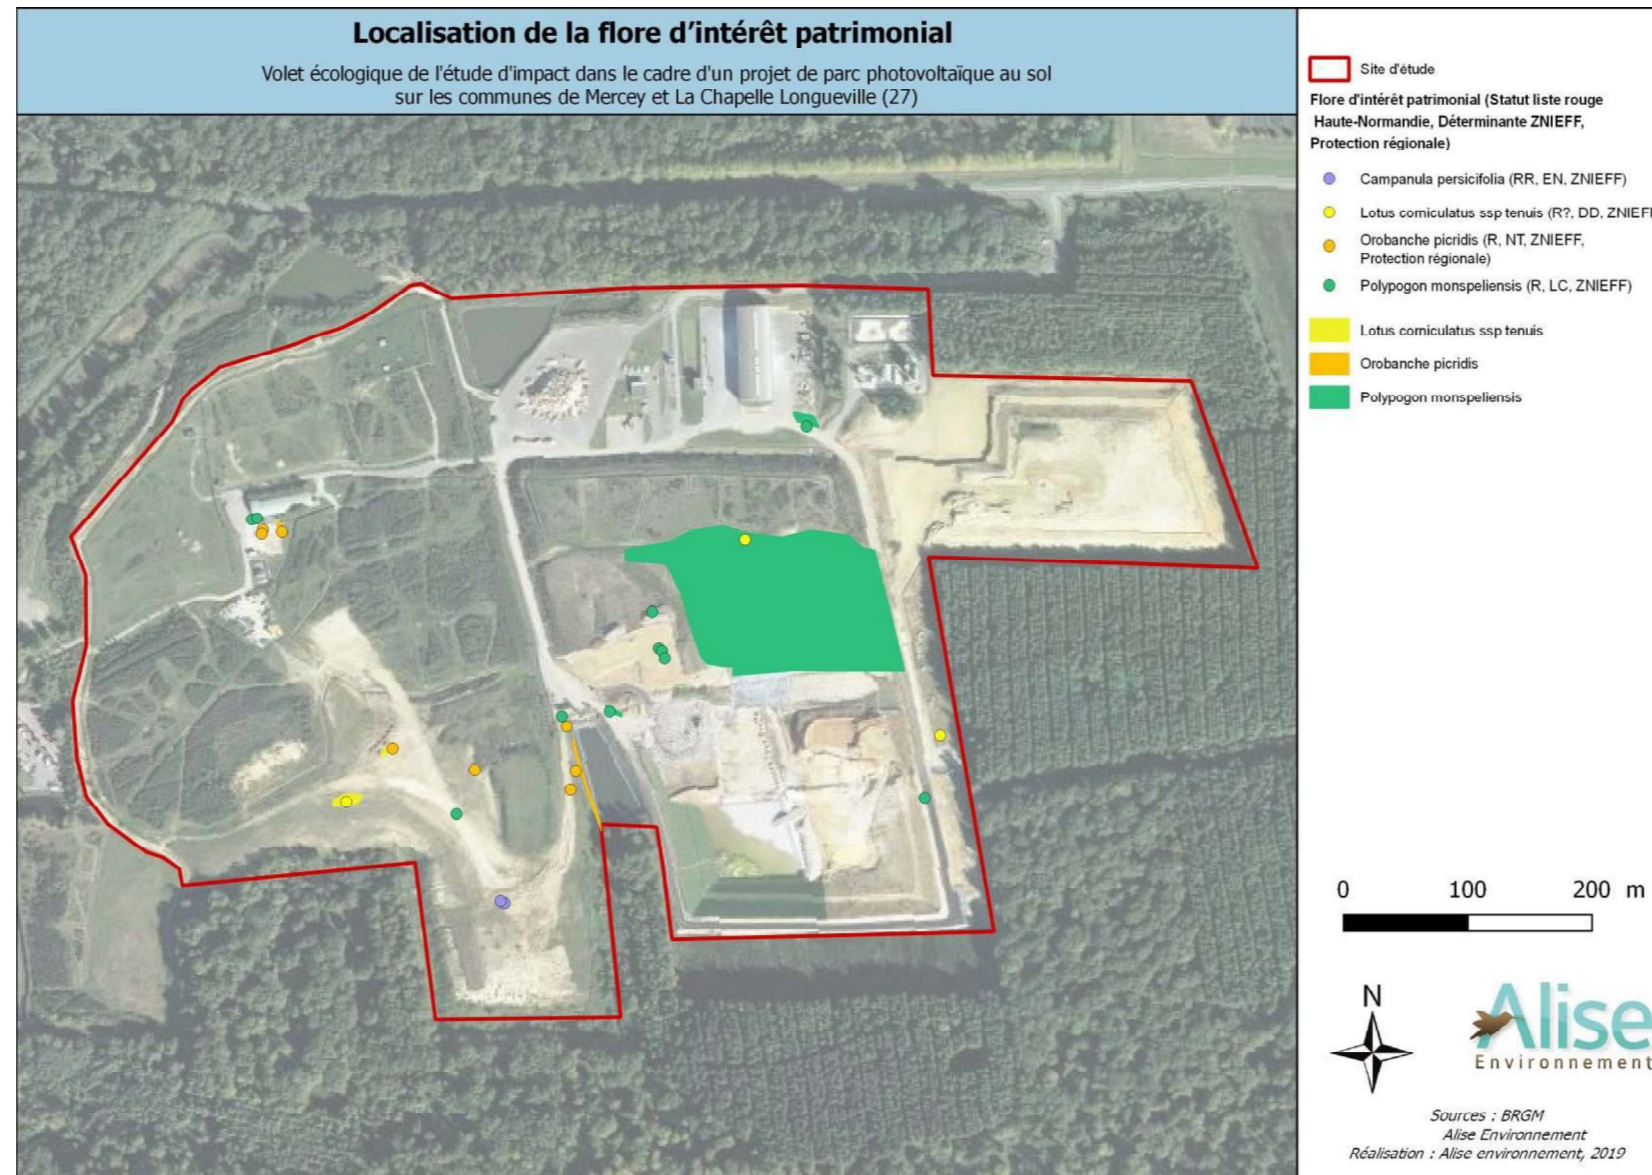 Localisation de la flore d'intérêt patrimonial
Volet écologique de l'étude d'impact dans le cadre d'un projet de parc photovoltaïque au sol
sur les communes de Mercey et La Chapelle Longueville (27)
Site d'étude
Flore d'intérêt patrimonial (Statut liste rouge
Haute-Normandie, Déterminante ZNIEFF,
Protection régionale)
Campanula persicifolia (RR, EN, ZNIEFF)
Lotus corniculatus ssp tenuis (R?, DD, ZNIEFF
Orobanche picridis (R, NT, ZNIEFF,
Protection régionale)
Polypogon monspeliensis (R, LC, ZNIEFF)
Lotus corniculatus ssp tenuis
Orobanche picridis
Polypogon monspeliensis
0 100 200 m
N
Alise
Environnement
Sources : BRGM
Alise Environnement
Réalisation : Alise environnement, 2019